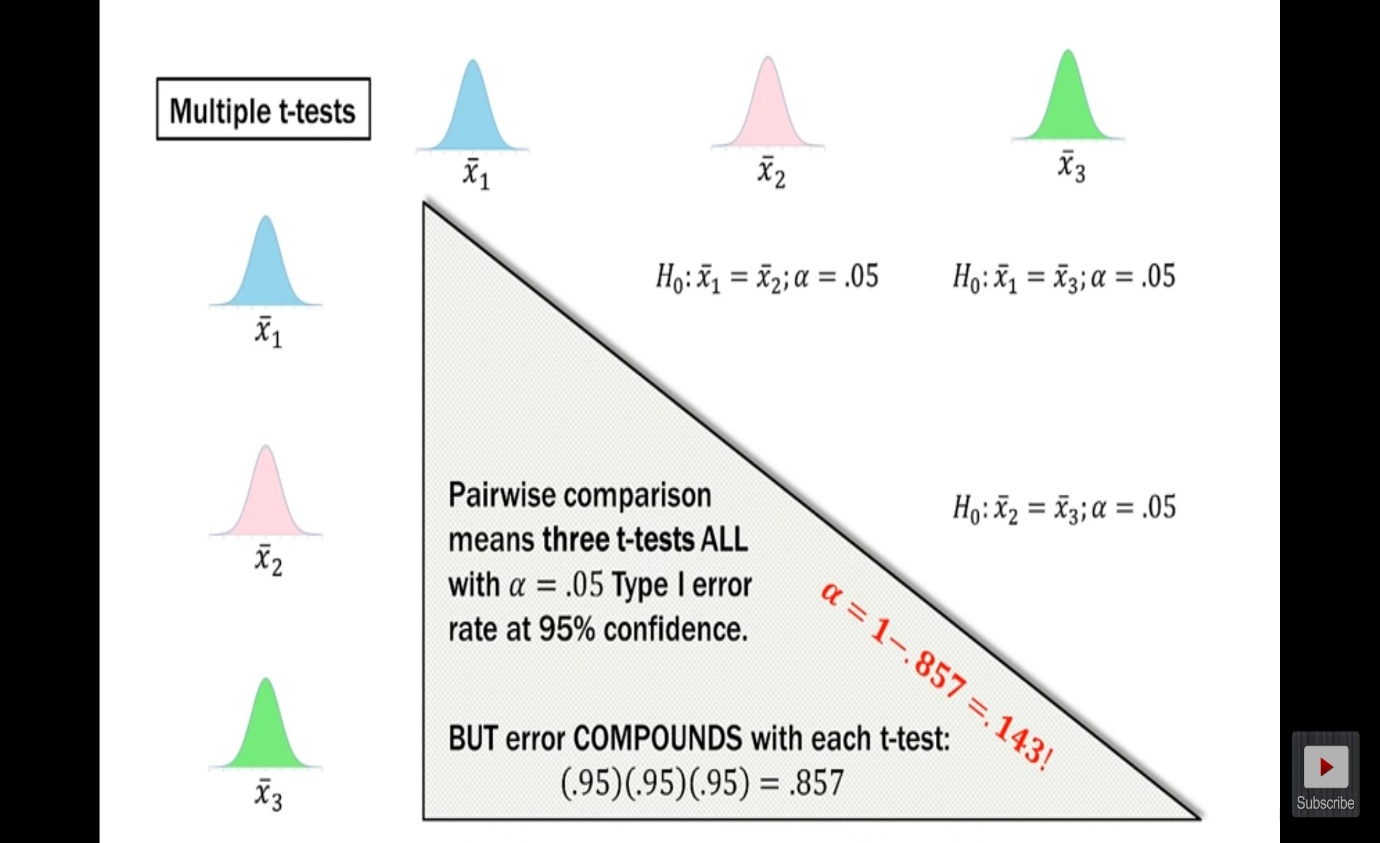 Multiple t-tests
x̄₁
x̄₂
x̄₃
x̄₁
H₀: x̄₁ = x̄₂; α = .05
H₀: x̄₁ = x̄₃; α = .05
x̄₂
H₀: x̄₂ = x̄₃; α = .05
x̄₃
Pairwise comparison
means three t-tests ALL
with α = .05 Type I error
rate at 95% confidence.
α = 1−.857 =.143!
BUT error COMPOUNDS with each t-test:
(.95)(.95)(.95) = .857
Subscribe